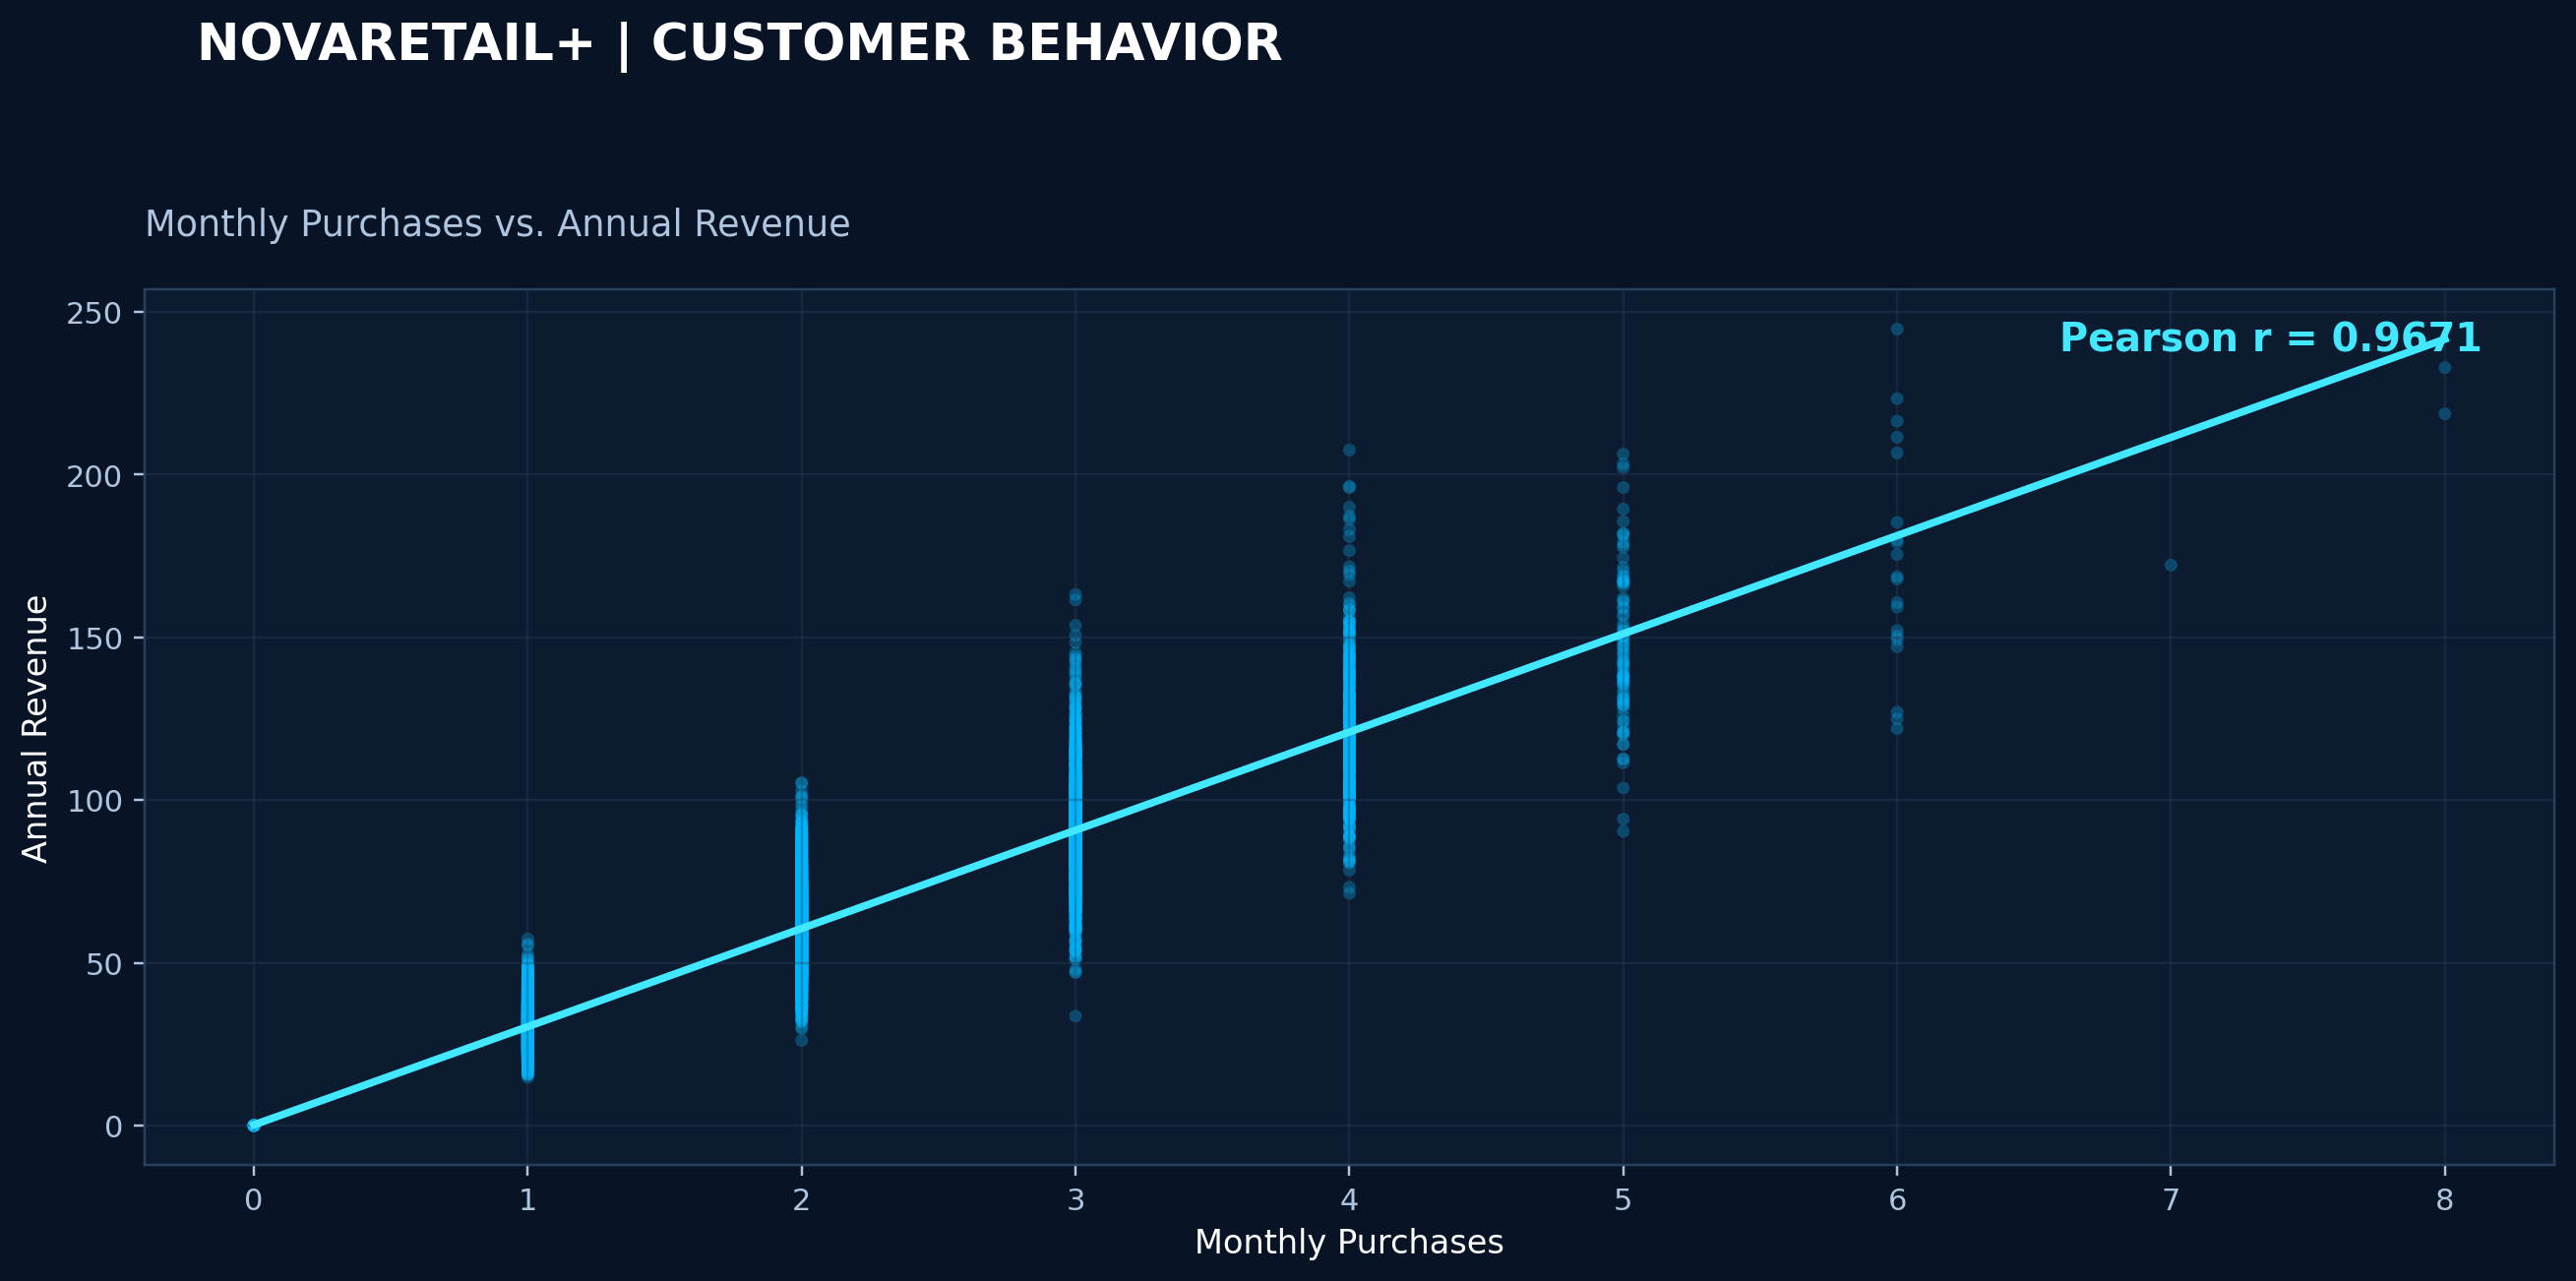 NOVARETAIL+ | CUSTOMER BEHAVIOR
Monthly Purchases vs. Annual Revenue
Pearson r = 0.9671
Annual Revenue
250
200
150
100
50
0
0 1 2 3 4 5 6 7 8
Monthly Purchases